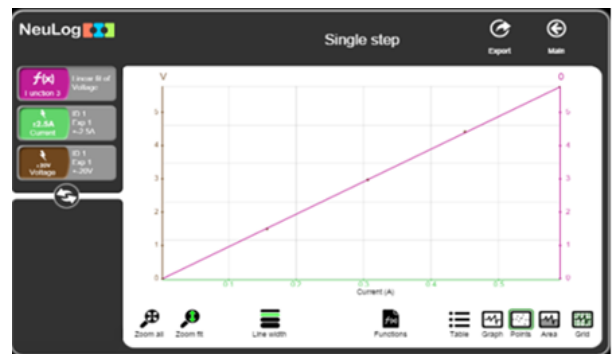 NeuLog
Single step
Export
Main
f(x)
Function 3
Linear fit of
Voltage
±2.5A
Current
ID 1
Exp 1
+-2.5A
±20V
Voltage
ID 1
Exp 1
+-20V
V
0
5
4
3
2
1
0
5
4
3
2
1
0
0.1
0.2
0.3
0.4
0.5
Current (A)
Zoom all
Zoom fit
Line width
f(x)
Functions
Table
Graph
Points
Area
Grid